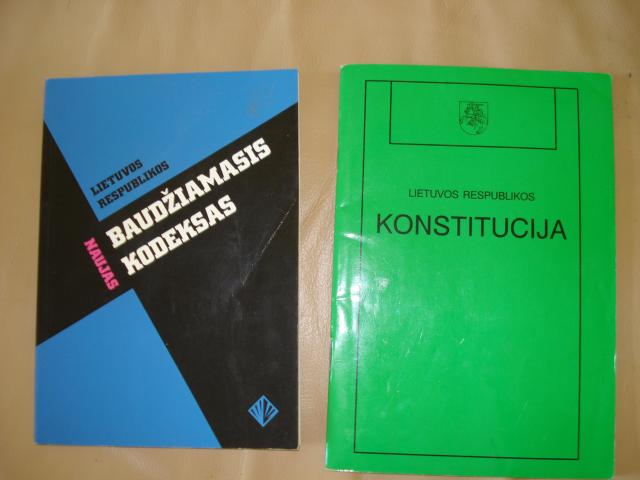 LIETUVOS
RESPUBLIKOS
NAUJAS
BAUDŽIAMASIS
KODEKSAS
LIETUVOS RESPUBLIKOS
KONSTITUCIJA